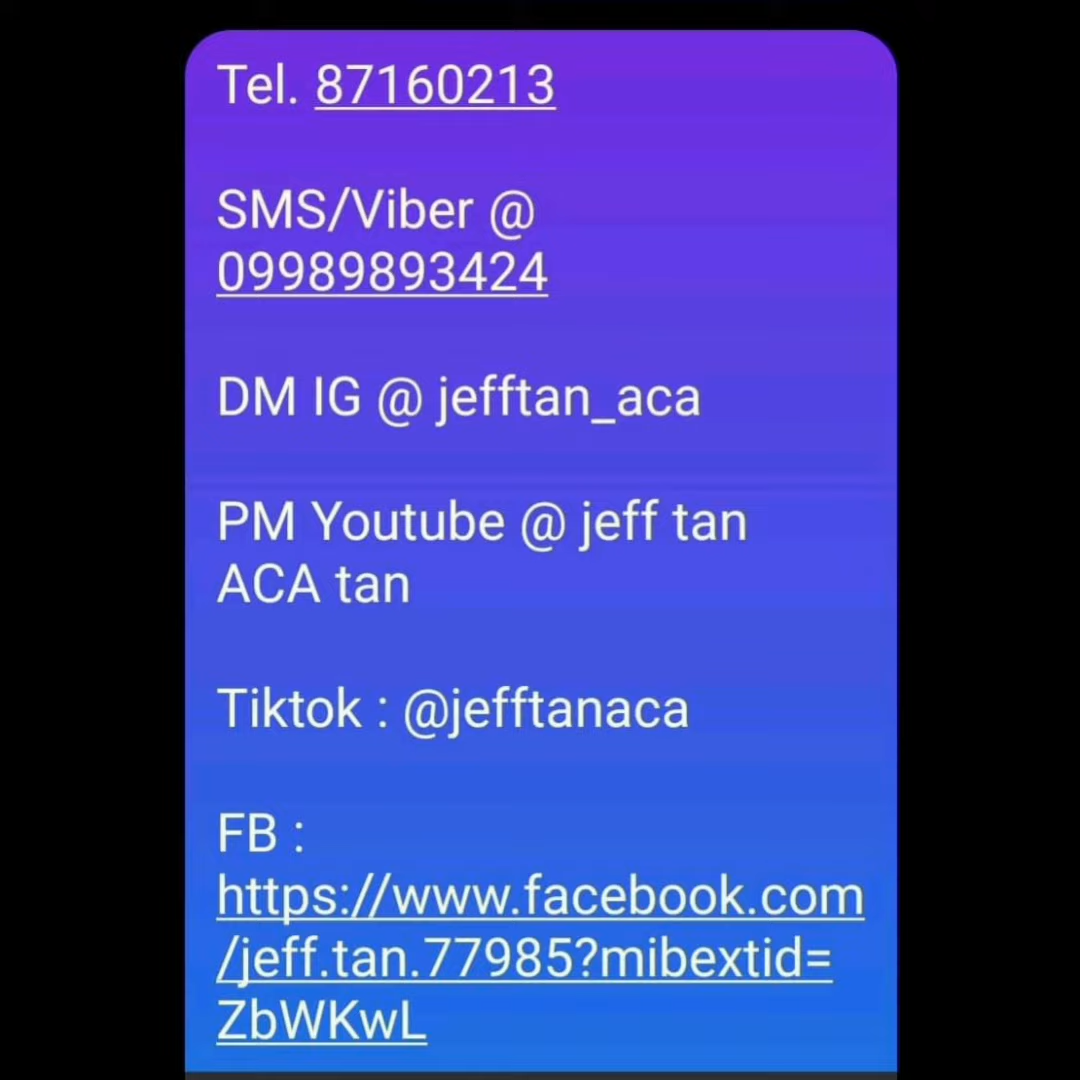 Tel. 87160213
SMS/Viber @
09989893424
DM IG @ jefftan_aca
PM Youtube @ jeff tan
ACA tan
Tiktok : @jefftanaca
FB :
https://www.facebook.com
/jeff.tan.77985?mibextid=
ZbWKwL